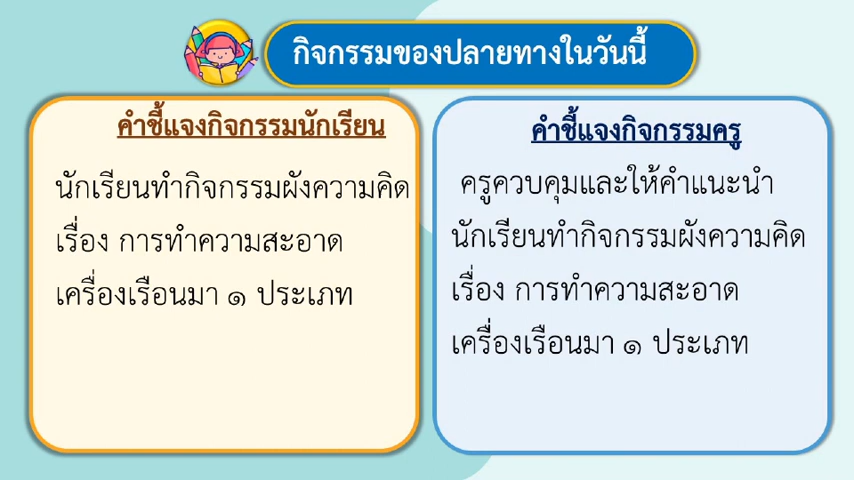 กิจกรรมของปลายทางในวันนี้
คำชี้แจงกิจกรรมนักเรียน
นักเรียนทำกิจกรรมผังความคิด
เรื่อง การทำความสะอาด
เครื่องเรือนมา ๑ ประเภท
คำชี้แจงกิจกรรมครู
ครูควบคุมและให้คำแนะนำ
นักเรียนทำกิจกรรมผังความคิด
เรื่อง การทำความสะอาด
เครื่องเรือนมา ๑ ประเภท